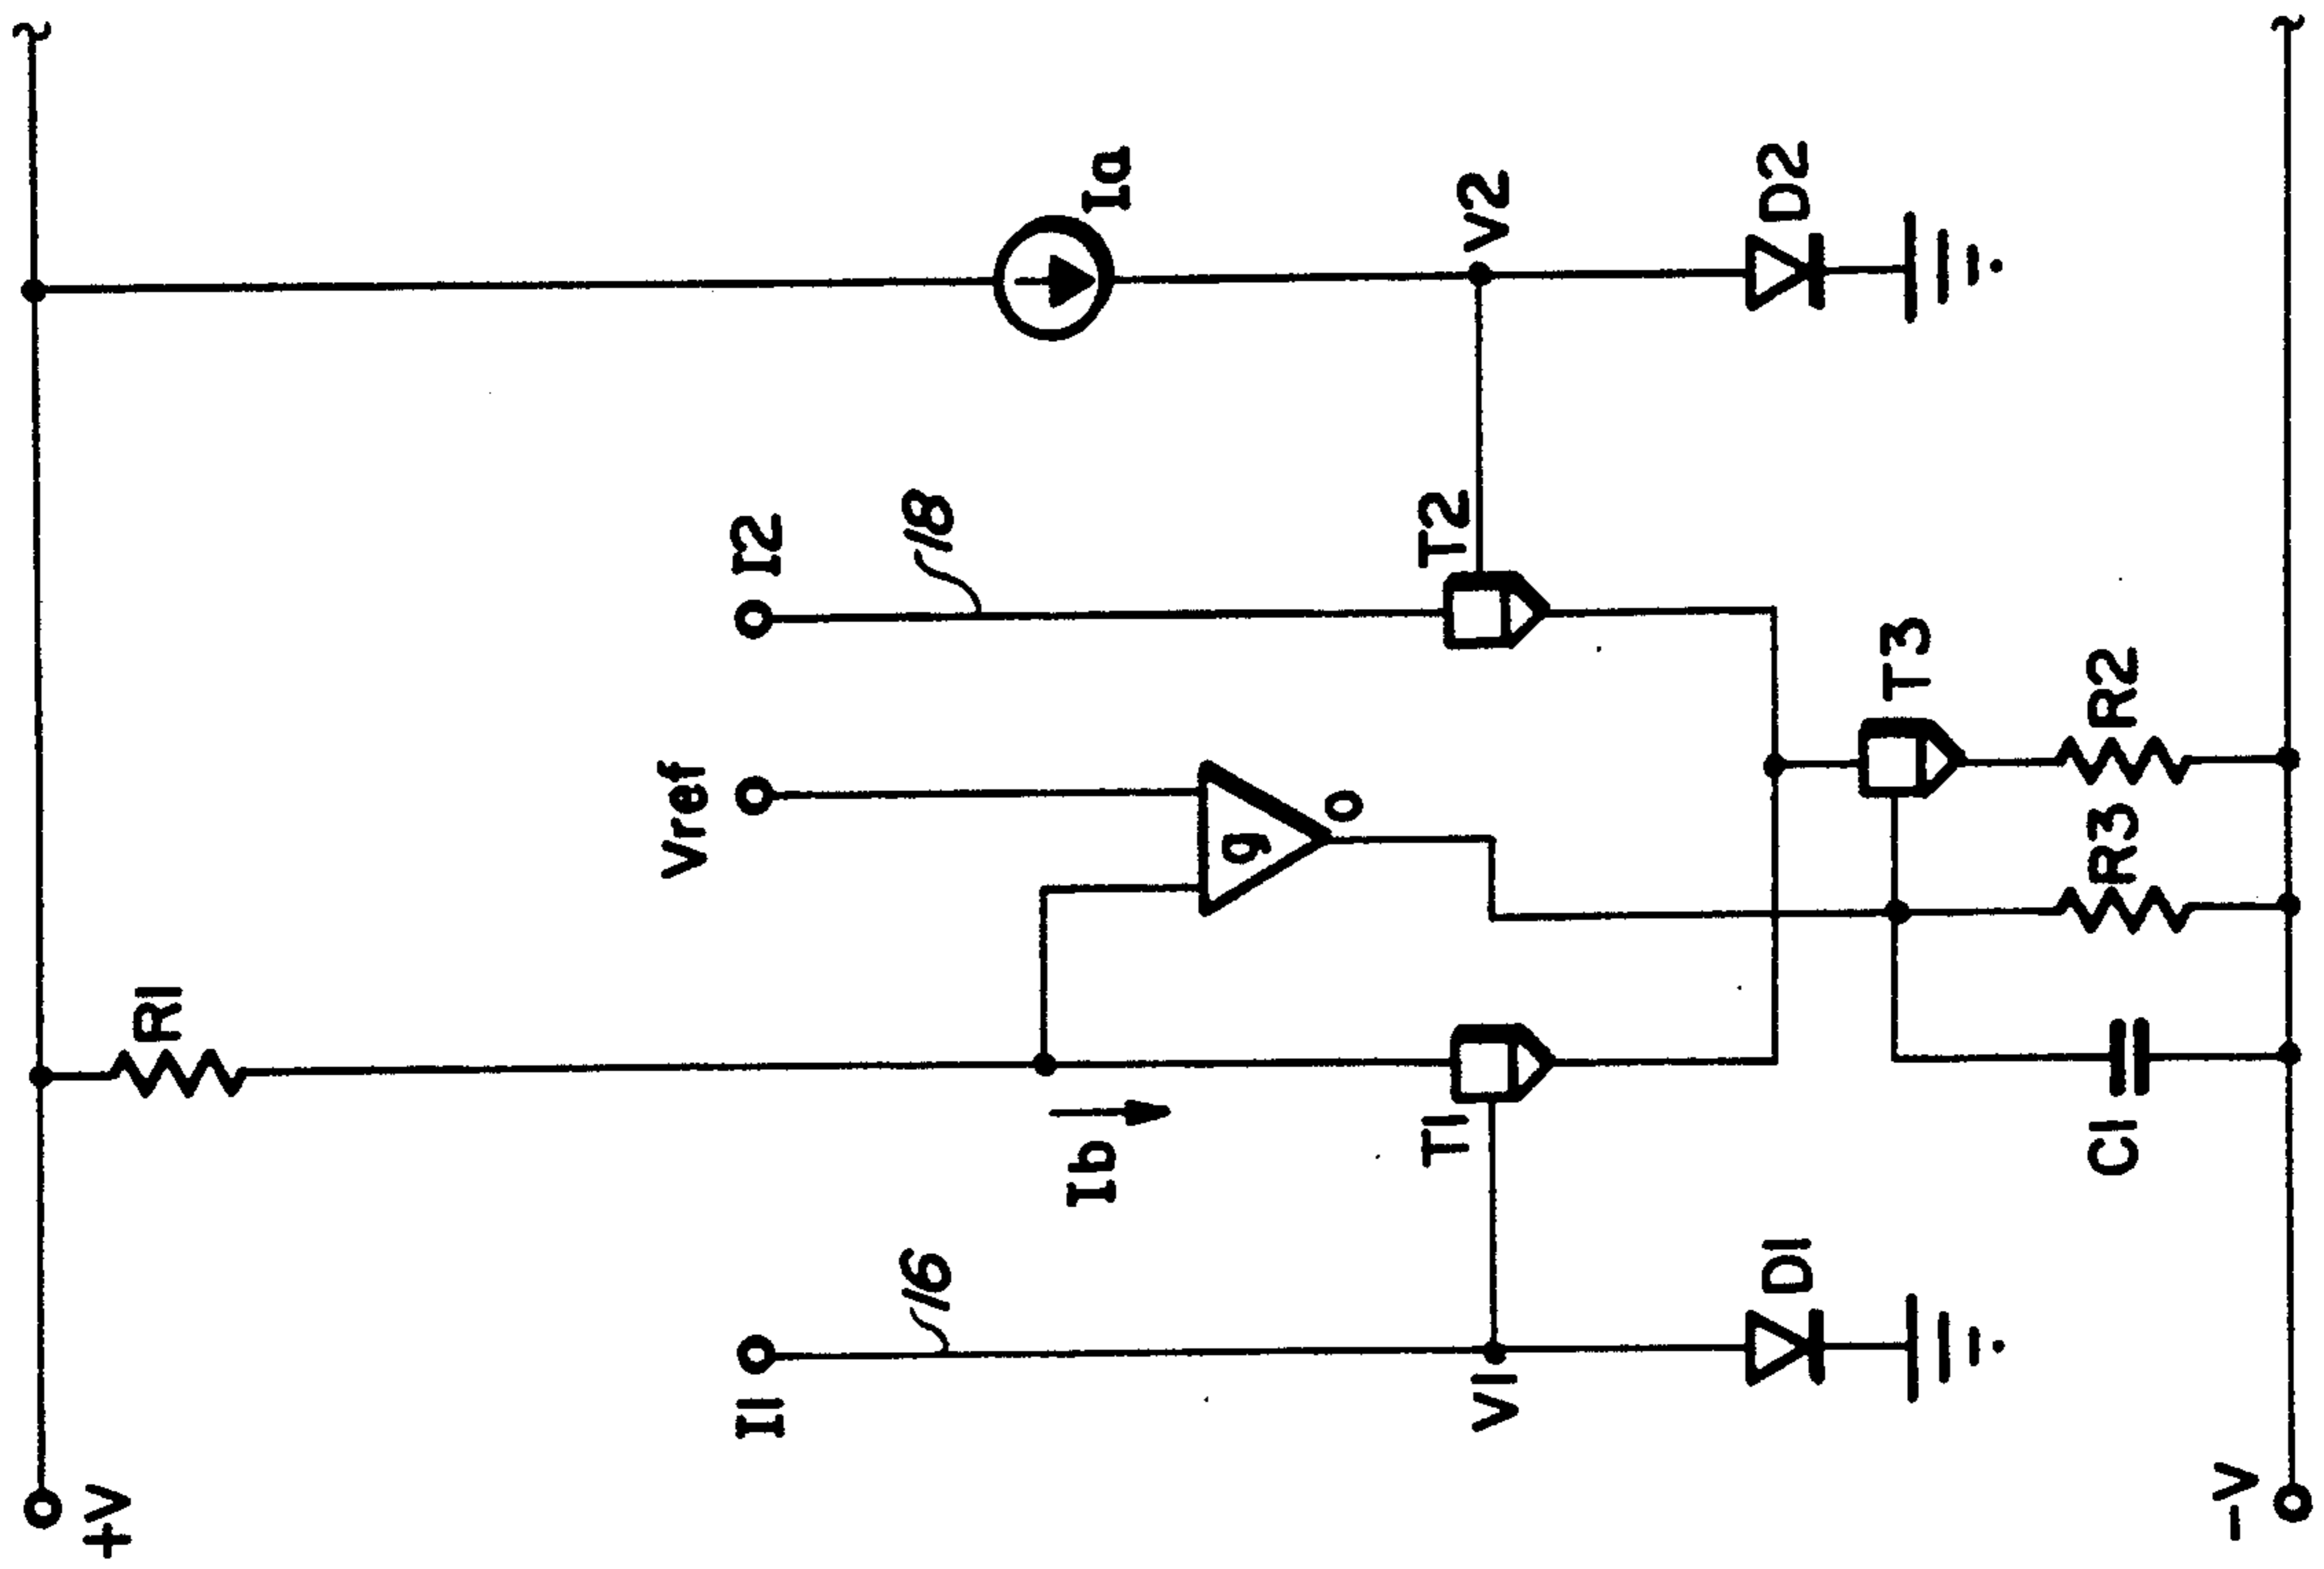 +V
-V
R1
Ia
I1
16
Ib
Vref
I2
18
g
o
V1
T1
T2
V2
D1
D2
T3
C1
R3
R2